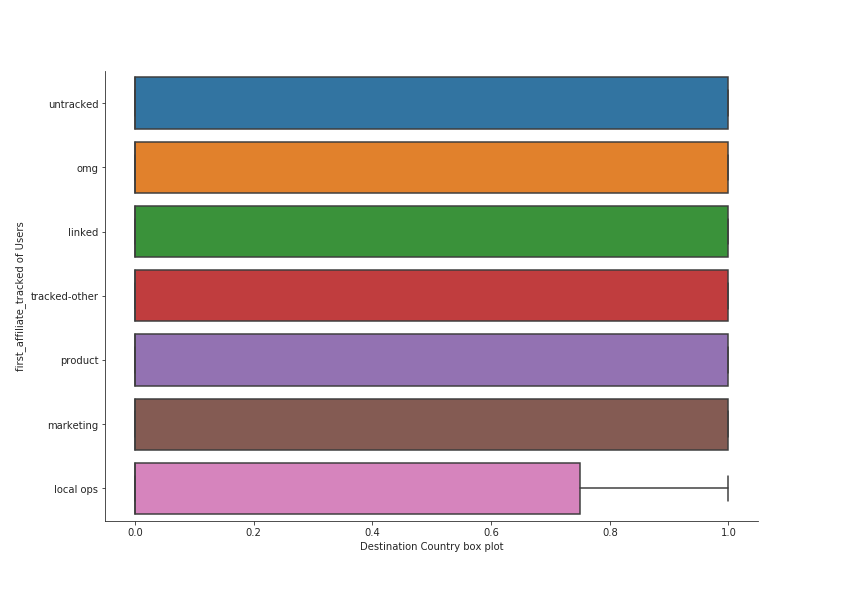 first_affiliate_tracked of Users
untracked
omg
linked
tracked-other
product
marketing
local ops
0.0 0.2 0.4 0.6 0.8 1.0
Destination Country box plot